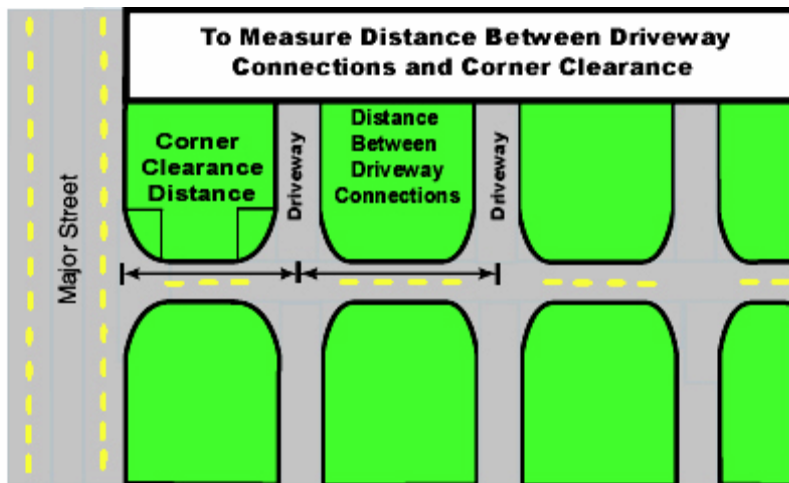 To Measure Distance Between Driveway
Connections and Corner Clearance
Corner
Clearance
Distance
Driveway
Distance
Between
Driveway
Connections
Driveway
Major Street